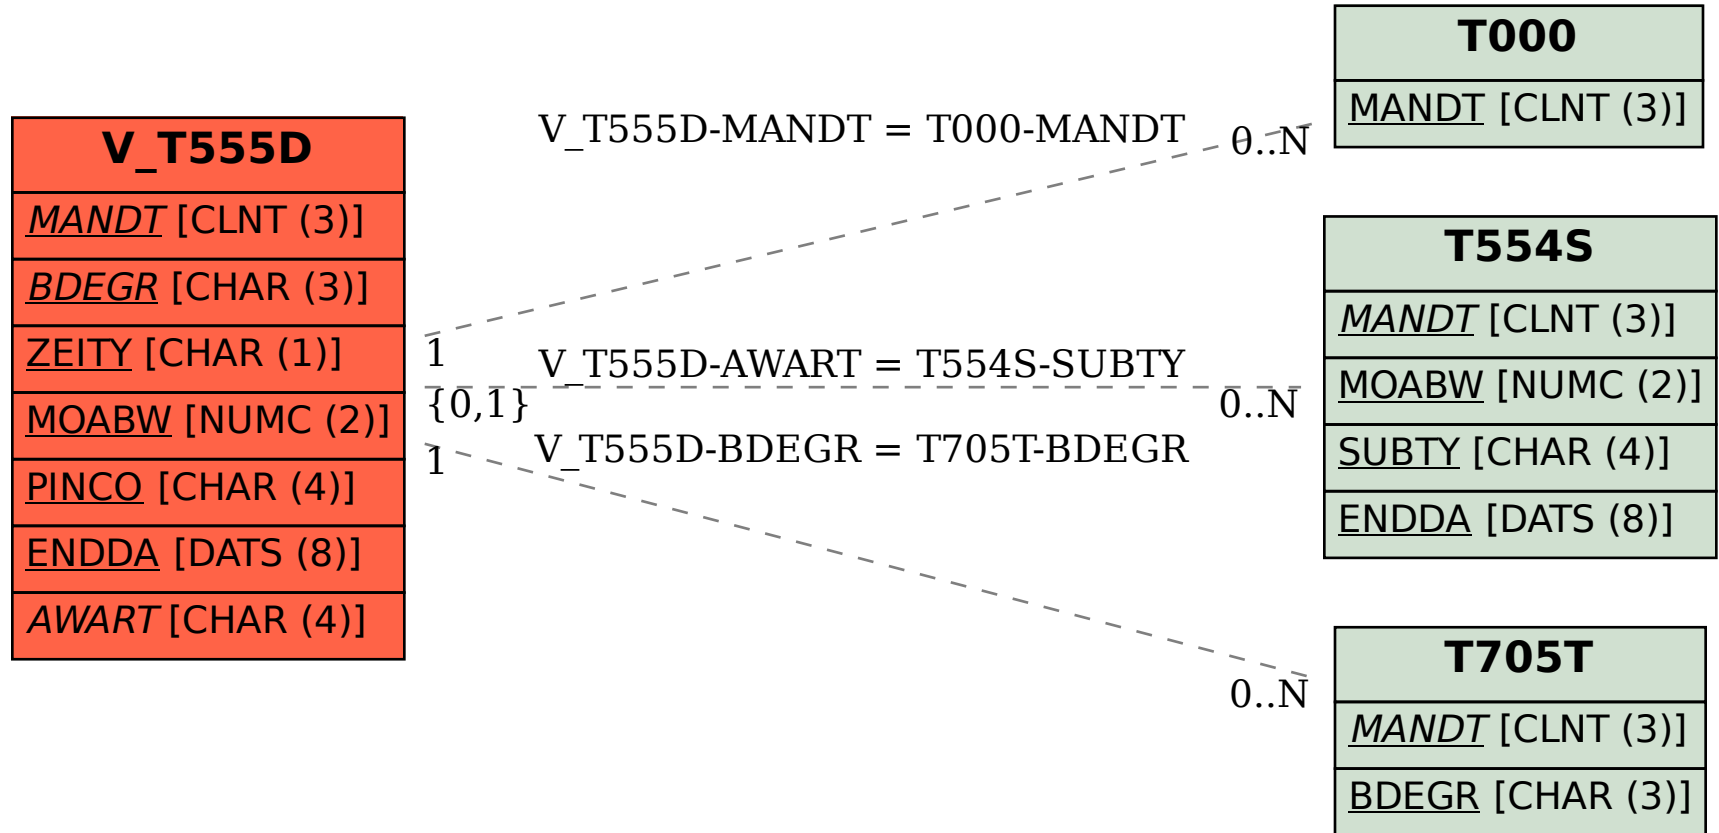 V_T555D
MANDT [CLNT (3)]
BDEGR [CHAR (3)]
ZEITY [CHAR (1)]
MOABW [NUMC (2)]
PINCO [CHAR (4)]
ENDDA [DATS (8)]
AWART [CHAR (4)]
V_T555D-MANDT = T000-MANDT
0..N
1
V_T555D-AWART = T554S-SUBTY
{0,1}
0..N
V_T555D-BDEGR = T705T-BDEGR
1
0..N
T000
MANDT [CLNT (3)]
T554S
MANDT [CLNT (3)]
MOABW [NUMC (2)]
SUBTY [CHAR (4)]
ENDDA [DATS (8)]
T705T
MANDT [CLNT (3)]
BDEGR [CHAR (3)]